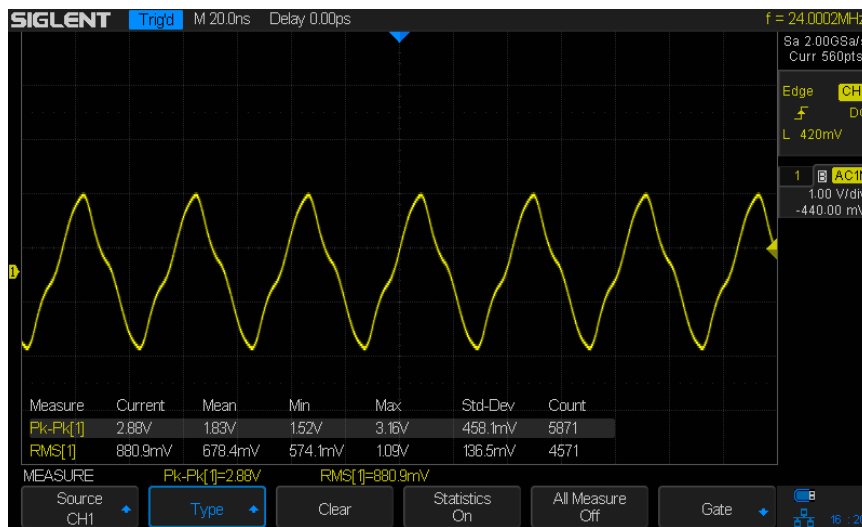 SIGLENT Trig'd M 20.0ns Delay 0.00ps f = 24.0002MHz
Sa 2.00GSa/s
Curr 560pts
Edge CH
DC
L 420mV
1 B AC1M
1.00 V/div
-440.00 mV
1
Measure Current Mean Min Max Std-Dev Count
Pk-Pk[1] 2.88V 1.83V 1.52V 3.16V 458.1mV 5871
RMS[1] 880.9mV 678.4mV 574.1mV 1.09V 136.5mV 4571
MEASURE Pk-Pk[1]=2.88V RMS[1]=880.9mV
Source
CH1
Type
Clear
Statistics
On
All Measure
Off
Gate